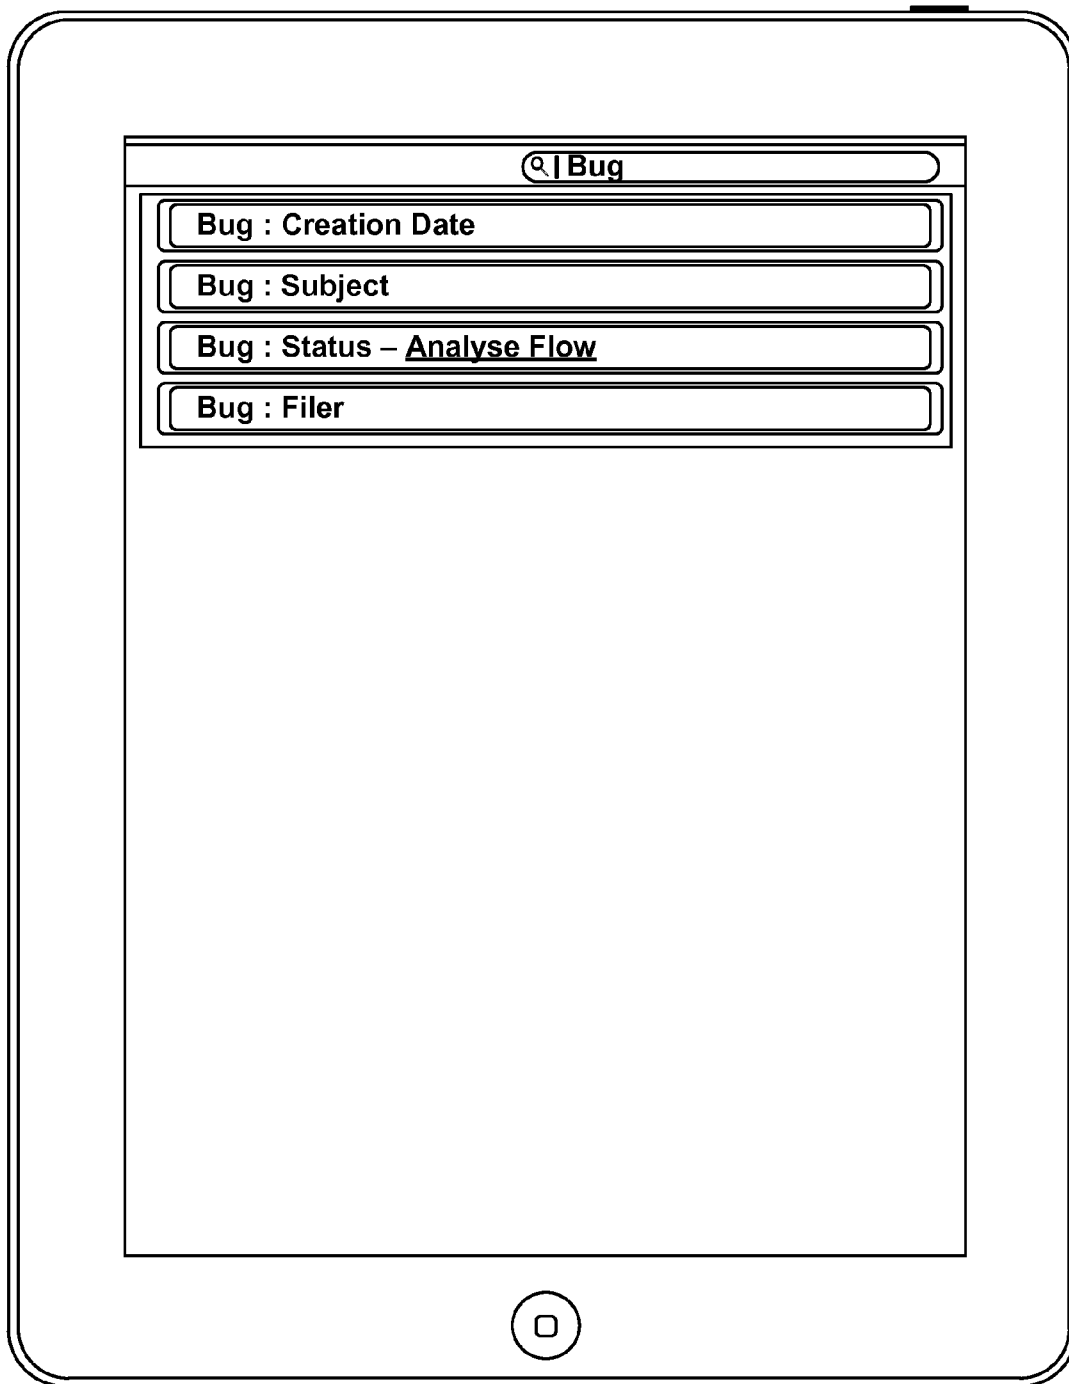 Bug
Bug : Creation Date
Bug : Subject
Bug : Status – Analyse Flow
Bug : Filer